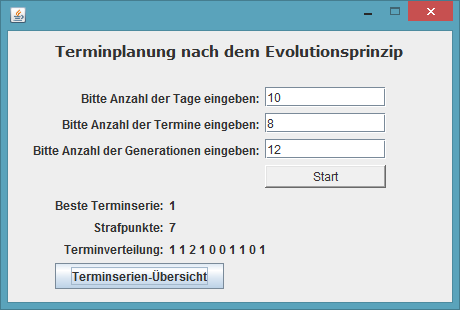 Terminplanung nach dem Evolutionsprinzip
Bitte Anzahl der Tage eingeben: 10
Bitte Anzahl der Termine eingeben: 8
Bitte Anzahl der Generationen eingeben: 12
Start
Beste Terminserie: 1
Strafpunkte: 7
Terminverteilung: 1 1 2 1 0 0 1 1 0 1
Terminserien-Übersicht